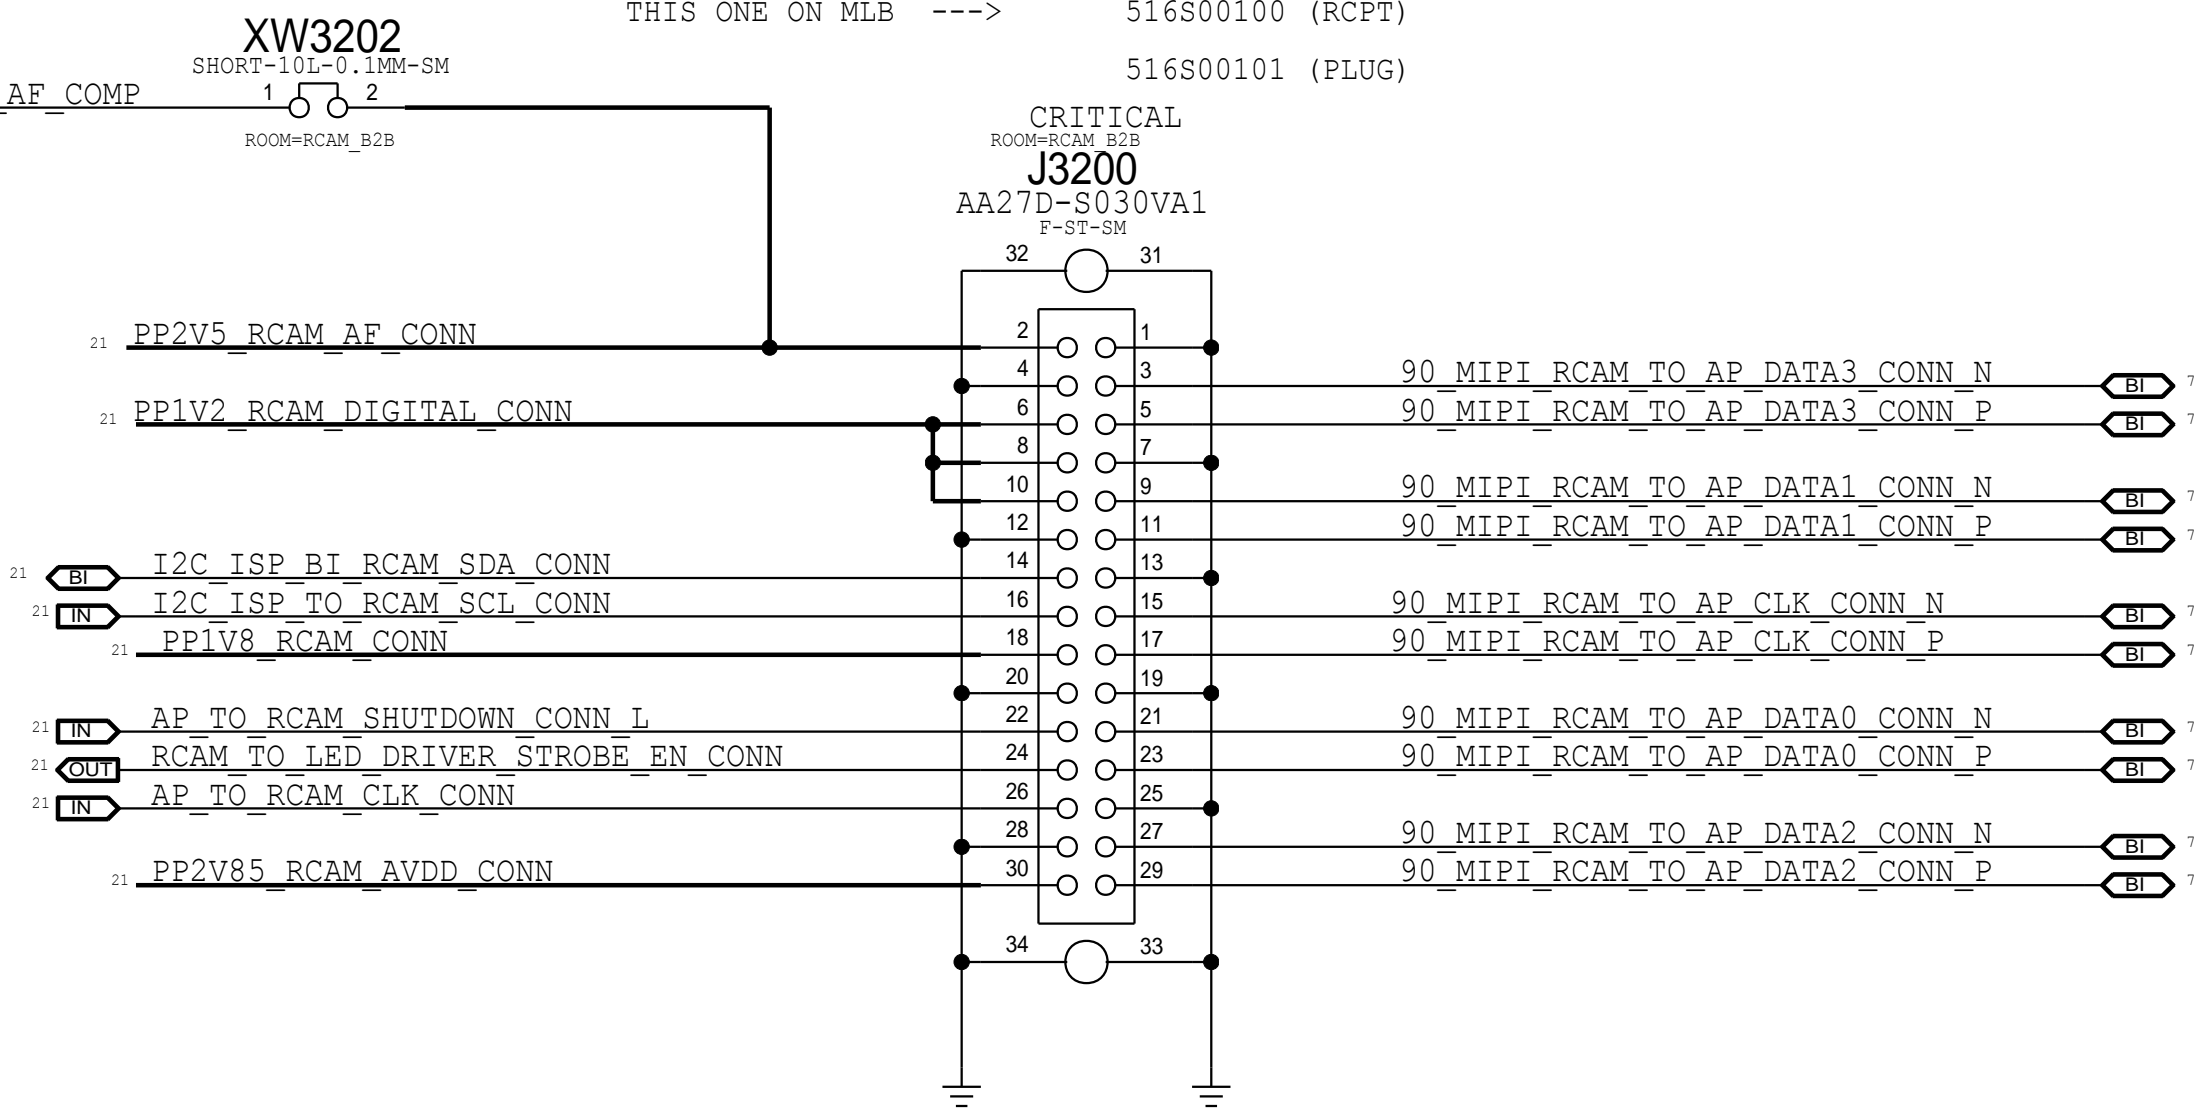 THIS ONE ON MLB ---> 516S00100 (RCPT)
516S00101 (PLUG)
XW3202
SHORT-10L-0.1MM-SM
_AF_COMP 1 2
ROOM=RCAM_B2B
CRITICAL
ROOM=RCAM_B2B
J3200
AA27D-S030VA1
F-ST-SM
32 31
21 PP2V5_RCAM_AF_CONN 2 1
4 3 90_MIPI_RCAM_TO_AP_DATA3_CONN_N BI 7
21 PP1V2_RCAM_DIGITAL_CONN 6 5 90_MIPI_RCAM_TO_AP_DATA3_CONN_P BI 7
8 7
10 9 90_MIPI_RCAM_TO_AP_DATA1_CONN_N BI 7
12 11 90_MIPI_RCAM_TO_AP_DATA1_CONN_P BI 7
21 BI I2C_ISP_BI_RCAM_SDA_CONN 14 13
21 IN I2C_ISP_TO_RCAM_SCL_CONN 16 15 90_MIPI_RCAM_TO_AP_CLK_CONN_N BI 7
21 PP1V8_RCAM_CONN 18 17 90_MIPI_RCAM_TO_AP_CLK_CONN_P BI 7
20 19
21 IN AP_TO_RCAM_SHUTDOWN_CONN_L 22 21 90_MIPI_RCAM_TO_AP_DATA0_CONN_N BI 7
21 OUT RCAM_TO_LED_DRIVER_STROBE_EN_CONN 24 23 90_MIPI_RCAM_TO_AP_DATA0_CONN_P BI 7
21 IN AP_TO_RCAM_CLK_CONN 26 25
28 27 90_MIPI_RCAM_TO_AP_DATA2_CONN_N BI 7
21 PP2V85_RCAM_AVDD_CONN 30 29 90_MIPI_RCAM_TO_AP_DATA2_CONN_P BI 7
34 33